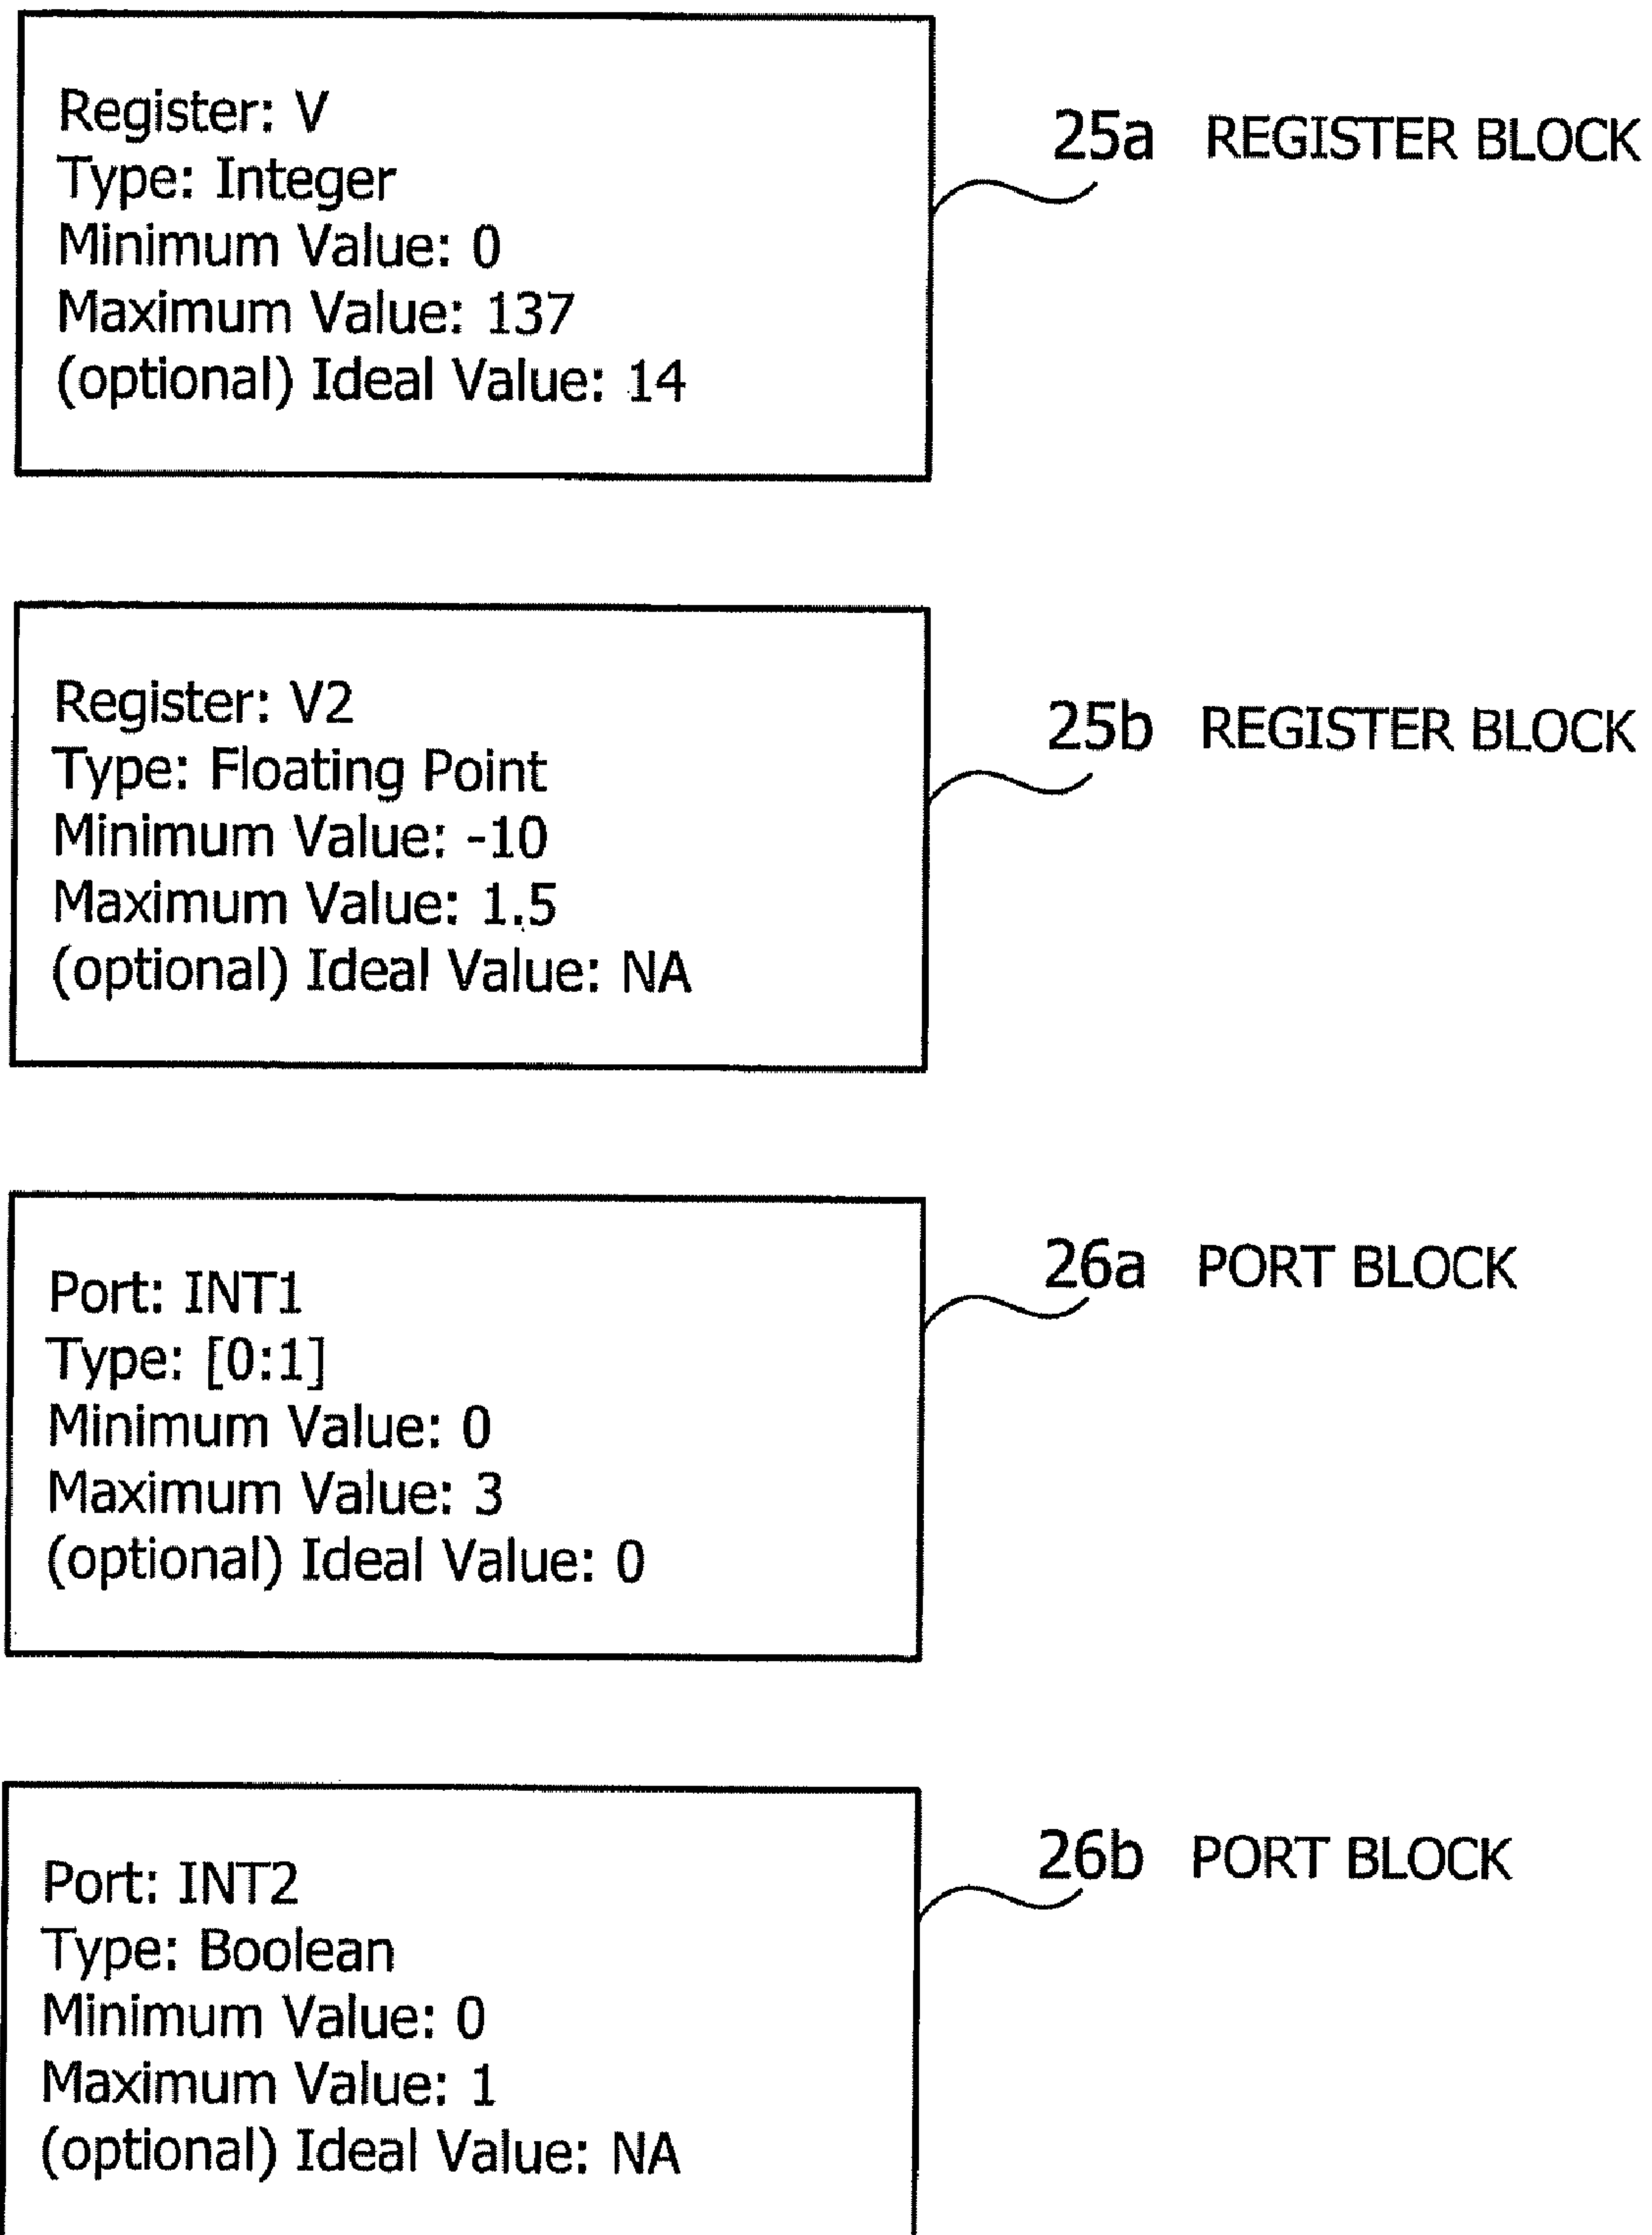 Register: V
Type: Integer
Minimum Value: 0
Maximum Value: 137
(optional) Ideal Value: 14
25a REGISTER BLOCK
Register: V2
Type: Floating Point
Minimum Value: -10
Maximum Value: 1.5
(optional) Ideal Value: NA
25b REGISTER BLOCK
Port: INT1
Type: [0:1]
Minimum Value: 0
Maximum Value: 3
(optional) Ideal Value: 0
26a PORT BLOCK
Port: INT2
Type: Boolean
Minimum Value: 0
Maximum Value: 1
(optional) Ideal Value: NA
26b PORT BLOCK